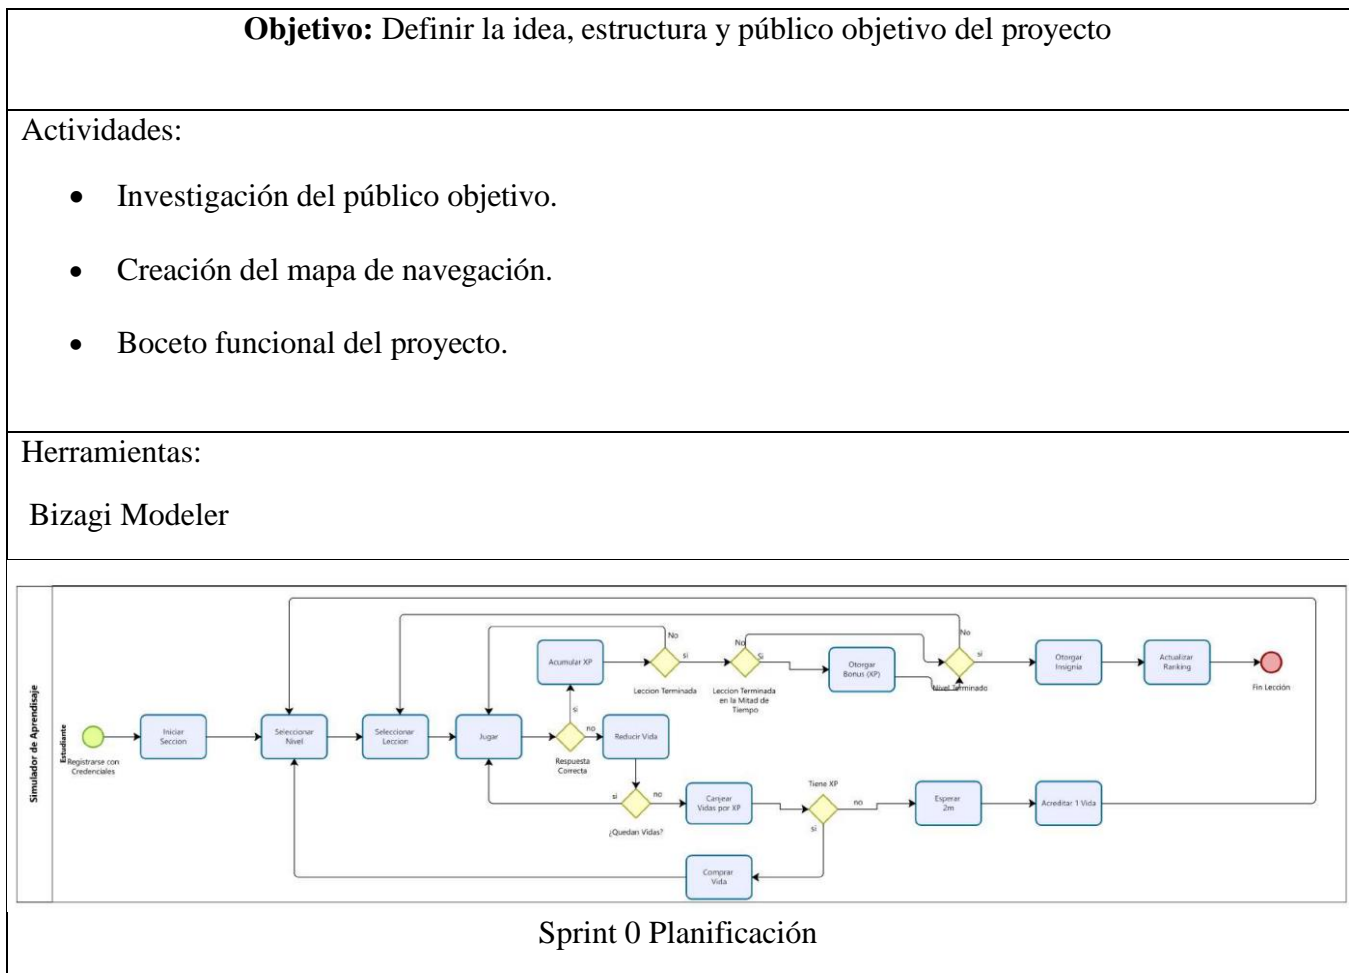 Objetivo: Definir la idea, estructura y público objetivo del proyecto
Actividades:
• Investigación del público objetivo.
• Creación del mapa de navegación.
• Boceto funcional del proyecto.
Herramientas:
Bizagi Modeler
Simulador de Aprendisaje
Estudiante
Registrarse con
Credenciales
Iniciar
Seccion
Seleccionar
Nivel
Seleccionar
Leccion
Jugar
Respuesta
Correcta
si
no
Acumular XP
Leccion Terminada
No
si
Leccion Terminada
en la Mitad de
Tiempo
No
Si
Otorgar
Bonus (XP)
Nivel Terminado
No
si
Otorgar
Insignia
Actualizar
Ranking
Fin Lección
Reducir Vida
¿Quedan Vidas?
si
no
Canjear
Vidas por XP
Tiene XP
no
si
Esperar
2m
Acreditar 1 Vida
Comprar
Vida
Sprint 0 Planificación